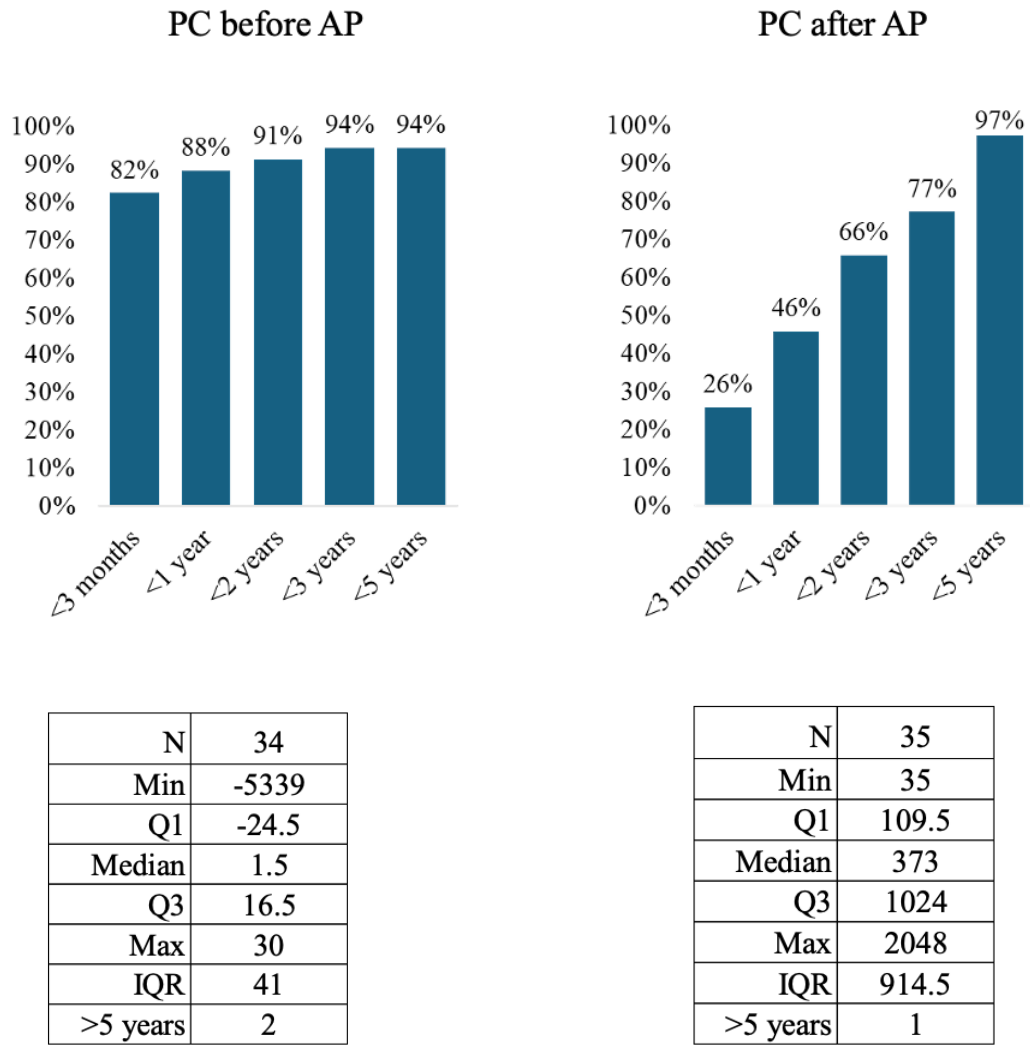 PC before AP
100%
90%
80%
70%
60%
50%
40%
30%
20%
10%
0%
82%
88%
91%
94%
94%
<3 months
<1 year
<2 years
<3 years
<5 years
N 34
Min -5339
Q1 -24.5
Median 1.5
Q3 16.5
Max 30
IQR 41
>5 years 2
PC after AP
100%
90%
80%
70%
60%
50%
40%
30%
20%
10%
0%
26%
46%
66%
77%
97%
<3 months
<1 year
<2 years
<3 years
<5 years
N 35
Min 35
Q1 109.5
Median 373
Q3 1024
Max 2048
IQR 914.5
>5 years 1